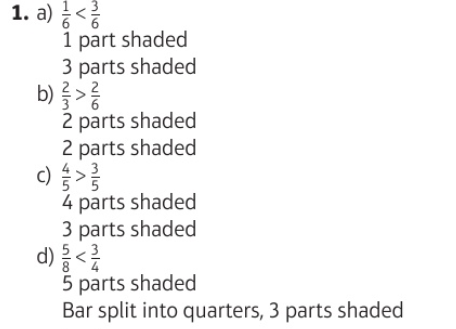 1. a) 1/6 < 3/6
1 part shaded
3 parts shaded
b) 2/3 > 2/6
2 parts shaded
2 parts shaded
c) 4/5 > 3/5
4 parts shaded
3 parts shaded
d) 5/8 < 3/4
5 parts shaded
Bar split into quarters, 3 parts shaded